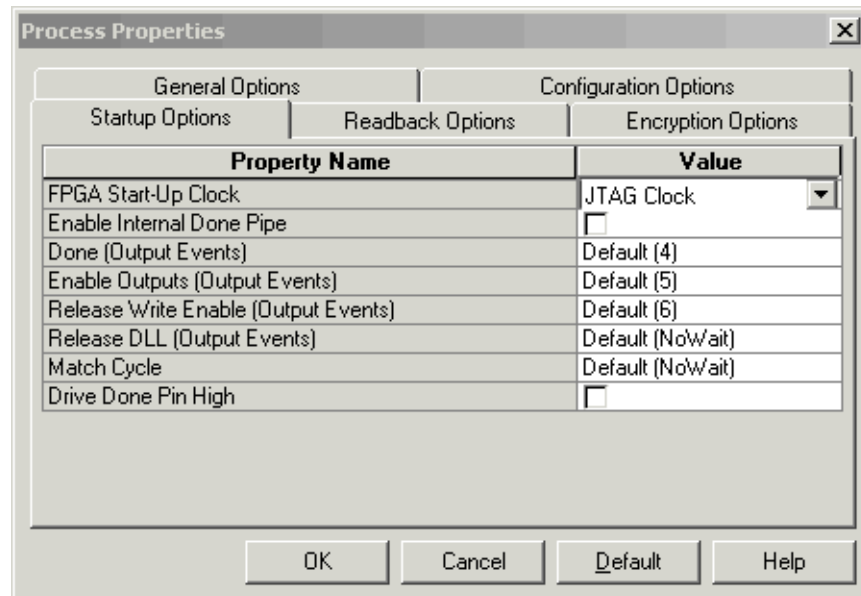 Process Properties
General Options Configuration Options
Startup Options Readback Options Encryption Options
Property Name Value
FPGA Start-Up Clock JTAG Clock
Enable Internal Done Pipe
Done (Output Events) Default (4)
Enable Outputs (Output Events) Default (5)
Release Write Enable (Output Events) Default (6)
Release DLL (Output Events) Default (NoWait)
Match Cycle Default (NoWait)
Drive Done Pin High
OK Cancel Default Help